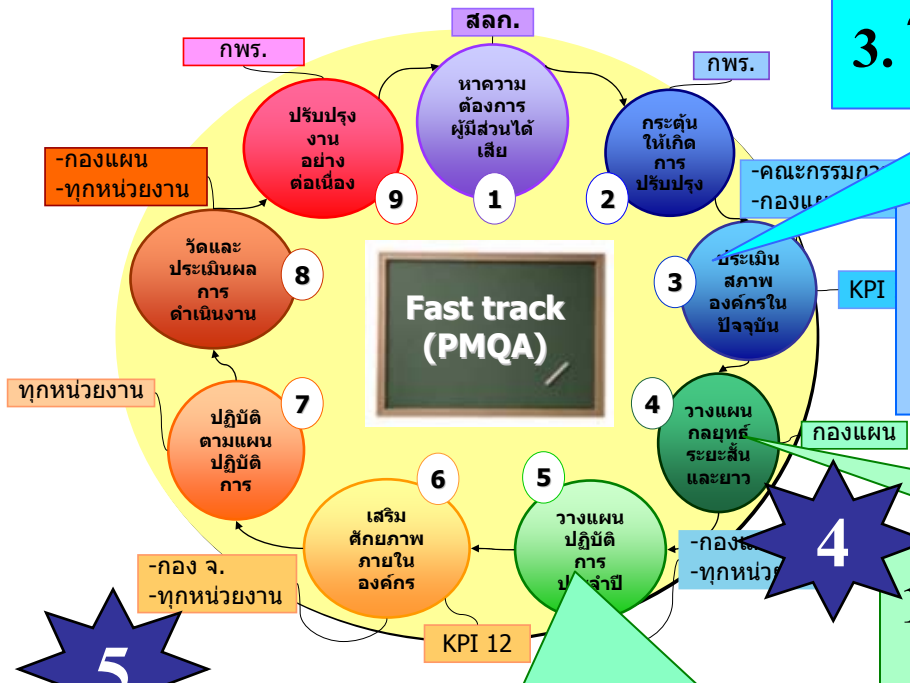 สลก.
3.
กพร.
กพร.
หาความ
ต้องการ
ผู้มีส่วนได้
เสีย
1
กระตุ้น
ให้เกิด
การ
ปรับปรุง
2
-คณะกรรมกา
-กองแผน
ประเมิน
สภาพ
องค์กรใน
ปัจจุบัน
3
KPI
วางแผน
กลยุทธ์
ระยะสั้น
และยาว
4
กองแผน
4
-ทุกหน่วย
วางแผน
ปฏิบัติ
การ
ประจำปี
5
เสริม
ศักยภาพ
ภายใน
องค์กร
6
KPI 12
-กอง จ.
-ทุกหน่วยงาน
5
ปฏิบัติ
ตามแผน
ปฏิบัติ
การ
7
ทุกหน่วยงาน
วัดและ
ประเมินผล
การ
ดำเนินงาน
8
-กองแผน
-ทุกหน่วยงาน
ปรับปรุง
งาน
อย่าง
ต่อเนื่อง
9
Fast track
(PMQA)